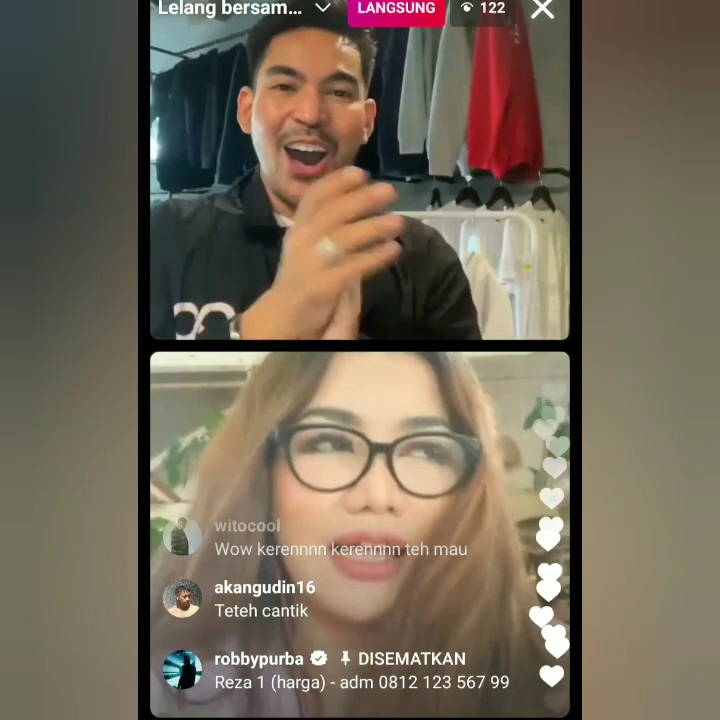 Lelang bersam...
LANGSUNG
122
witocool
Wow kerennnn kerennnn teh mau
akangudin16
Teteh cantik
robbypurba DISEMATKAN
Reza 1 (harga) - adm 0812 123 567 99